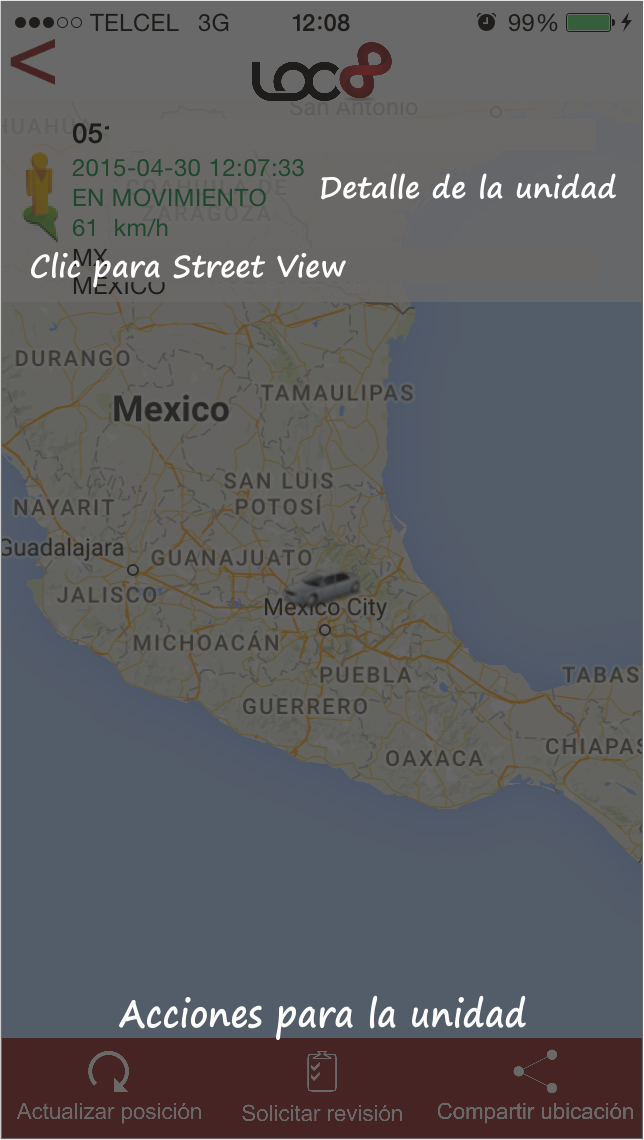 TELCEL 3G 12:08 99%
<
LOC8
San Antonio
05
2015-04-30 12:07:33
COAHUILA DE
Detalle de la unidad
EN MOVIMIENTO
ZARAGOZA
61 km/h
MX
Clic para Street View
MEXICO
DURANGO
TAMAULIPAS
Mexico
SAN LUIS
POTOSÍ
NAYARIT
Guadalajara
GUANAJUATO
JALISCO
Mexico City
MICHOACÁN
PUEBLA
TABAS
GUERRERO
CHIAPAS
OAXACA
Acciones para la unidad
Actualizar posición
Solicitar revisión
Compartir ubicación